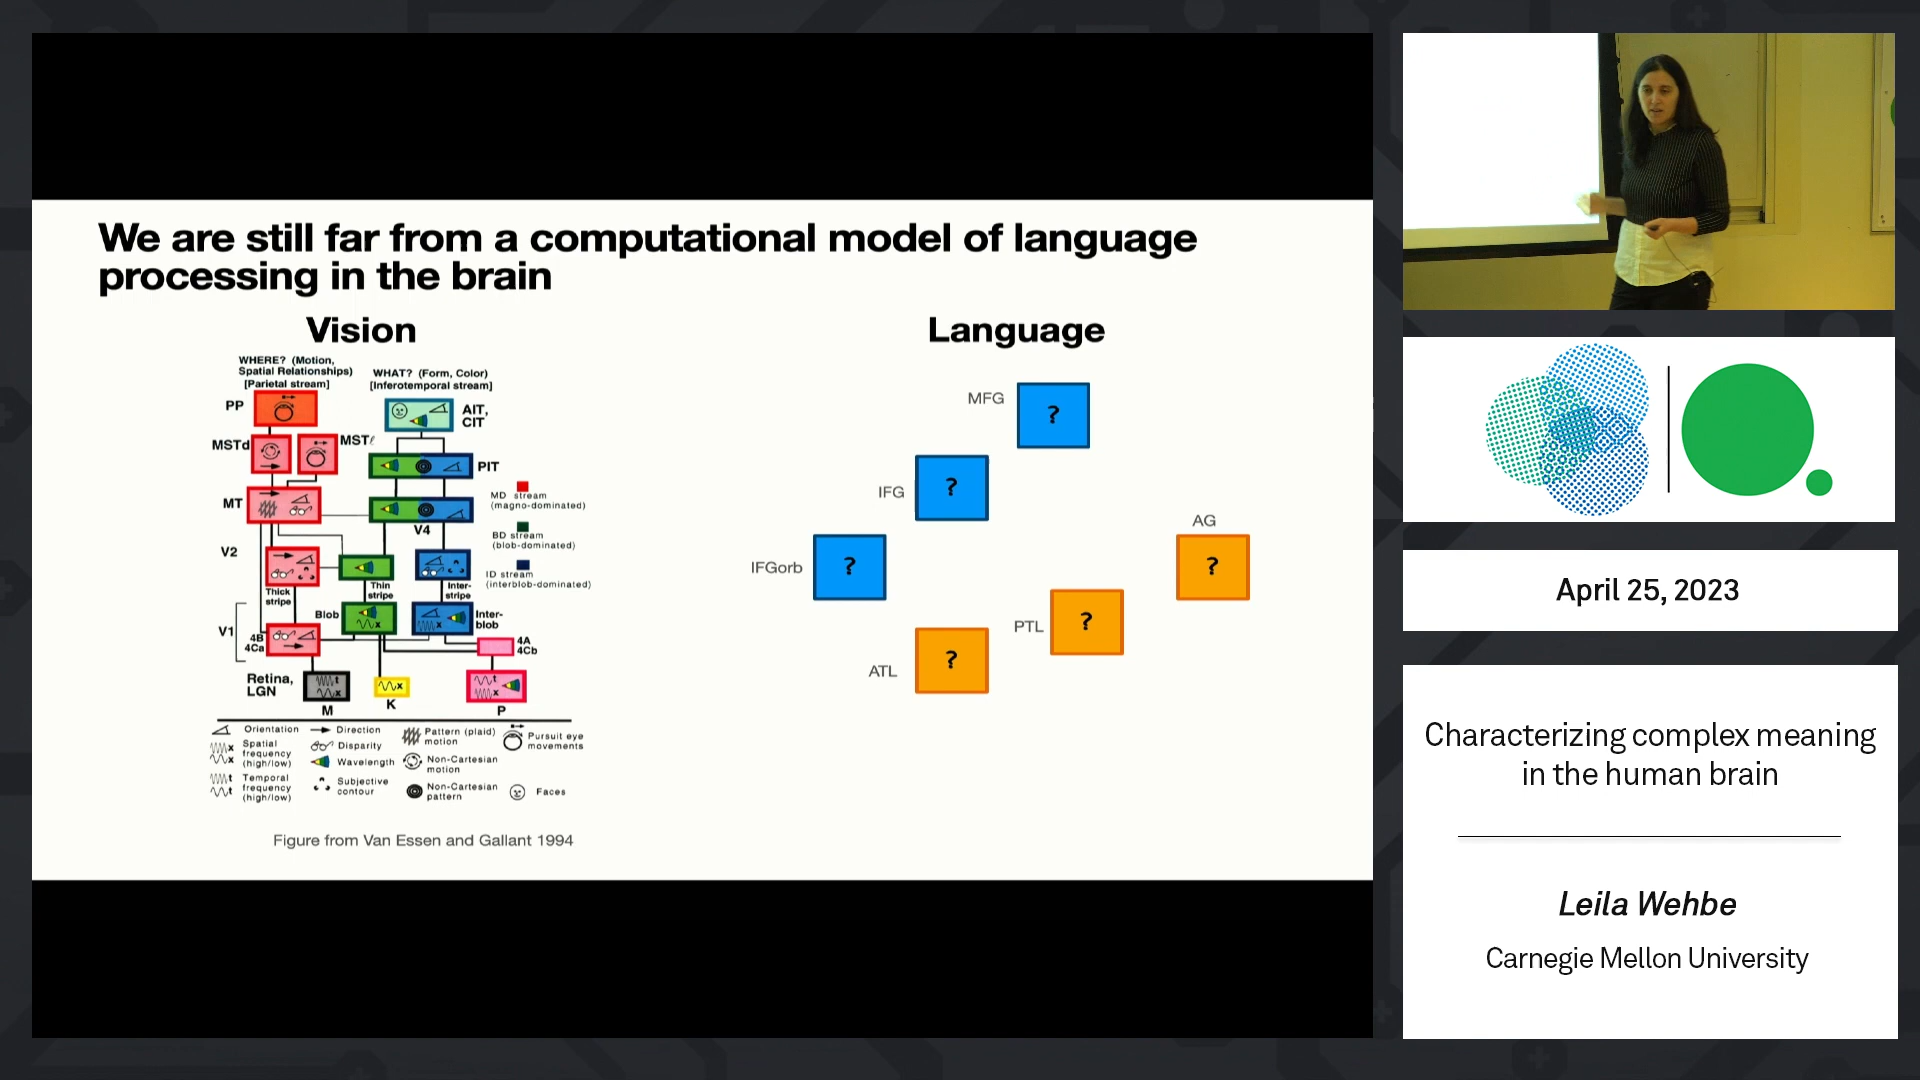 We are still far from a computational model of language
processing in the brain
Vision
WHERE? (Motion,
Spatial Relationships)
[Parietal stream]
WHAT? (Form, Color)
[Inferotemporal stream]
PP
AIT,
CIT
MSTd
MSTℓ
PIT
MT
MD stream
(magno-dominated)
V4
BD stream
(blob-dominated)
V2
ID stream
(interblob-dominated)
Thick
stripe
Thin
stripe
Inter-
stripe
Blob
Inter-
blob
V1
4B
4Ca
4A
4Cb
Retina,
LGN
M
K
P
Orientation
Direction
Pattern (plaid)
motion
Pursuit eye
movements
Spatial
frequency
(high/low)
Disparity
Wavelength
Non-Cartesian
motion
Temporal
frequency
(high/low)
Subjective
contour
Non-Cartesian
pattern
Faces
Figure from Van Essen and Gallant 1994
Language
MFG
?
IFG
?
IFGorb
?
AG
?
PTL
?
ATL
?
April 25, 2023
Characterizing complex meaning
in the human brain
Leila Wehbe
Carnegie Mellon University